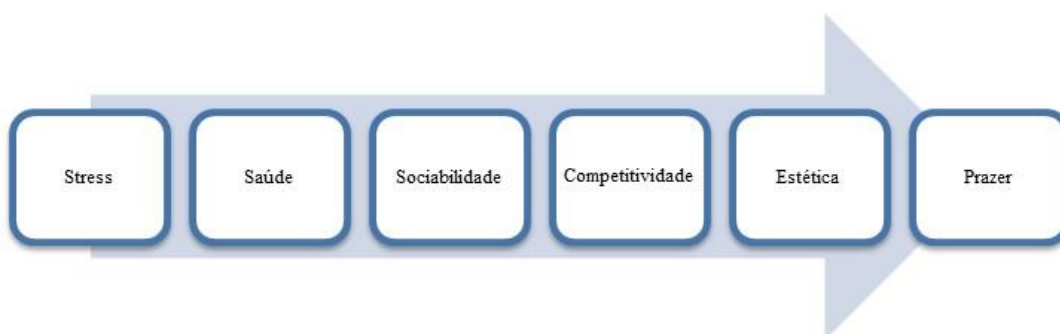 Stress
Saúde
Sociabilidade
Competitividade
Estética
Prazer